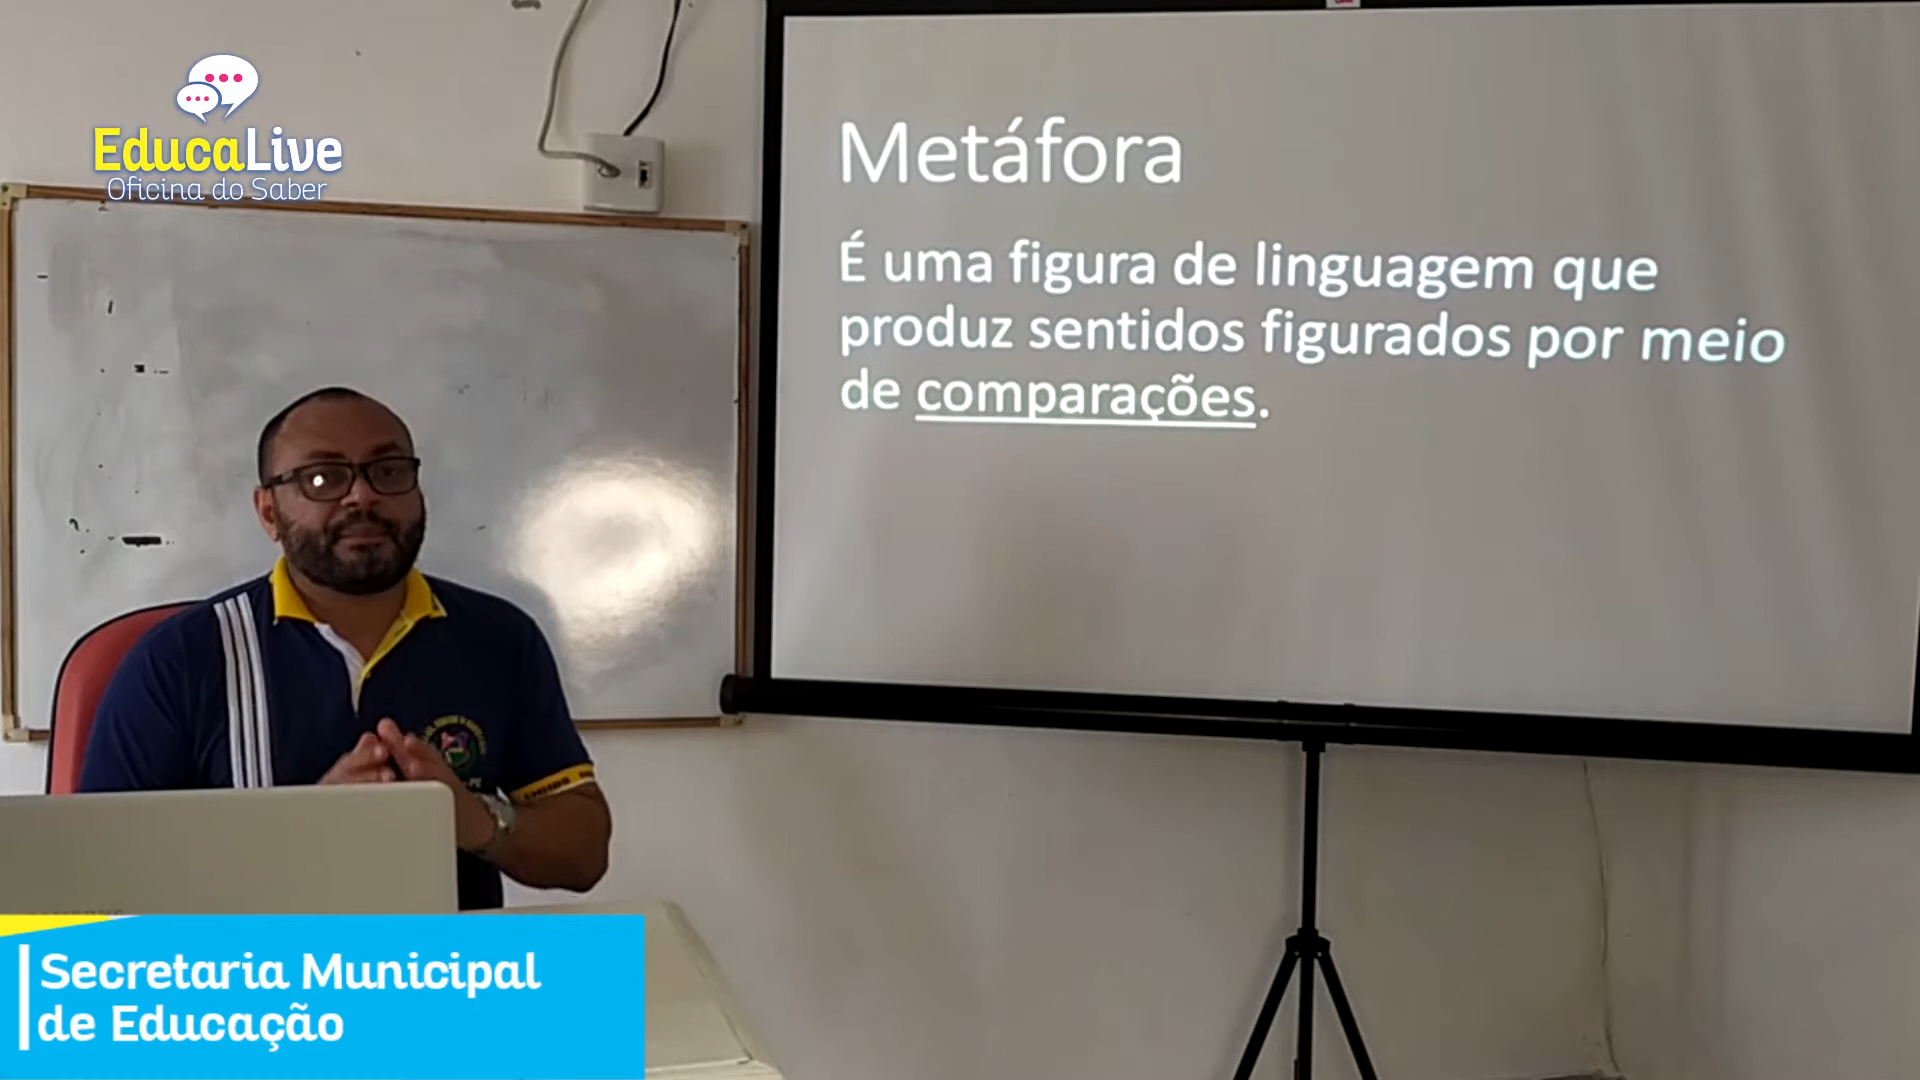 EducaLive
Oficina do Saber
Metáfora
É uma figura de linguagem que
produz sentidos figurados por meio
de comparações.
Secretaria Municipal
de Educação